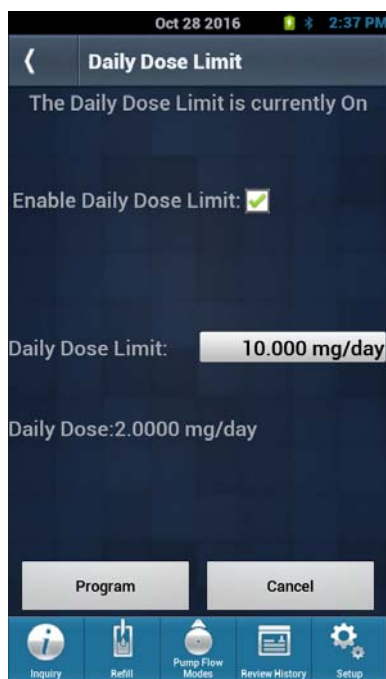 Oct 28 2016 2:37 PM
Daily Dose Limit
The Daily Dose Limit is currently On
Enable Daily Dose Limit:
Daily Dose Limit: 10.000 mg/day
Daily Dose:2.0000 mg/day
Program Cancel
Inquiry Refill Pump Flow Modes Review History Setup